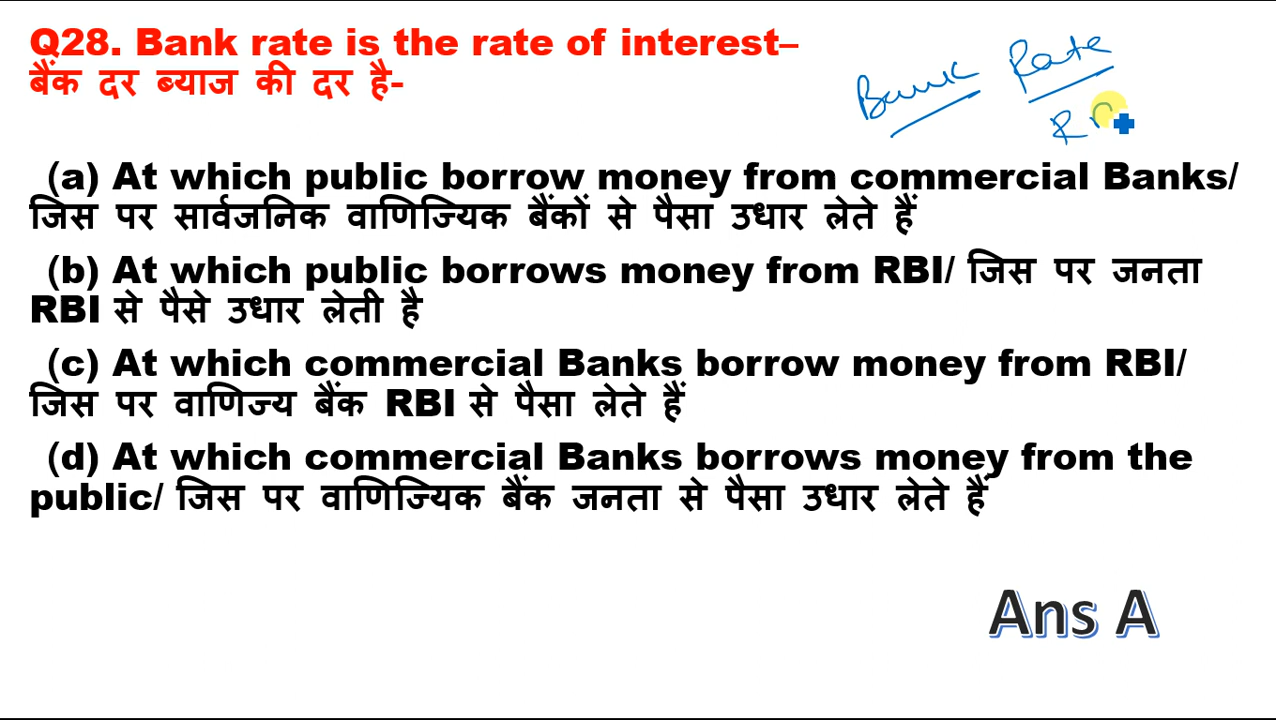 Q28. Bank rate is the rate of interest–
बैंक दर ब्याज की दर है-
Bank Rate
R
(a) At which public borrow money from commercial Banks/
जिस पर सार्वजनिक वाणिज्यिक बैंकों से पैसा उधार लेते हैं
(b) At which public borrows money from RBI/ जिस पर जनता
RBI से पैसे उधार लेती है
(c) At which commercial Banks borrow money from RBI/
जिस पर वाणिज्य बैंक RBI से पैसा लेते हैं
(d) At which commercial Banks borrows money from the
public/ जिस पर वाणिज्यिक बैंक जनता से पैसा उधार लेते हैं
Ans A